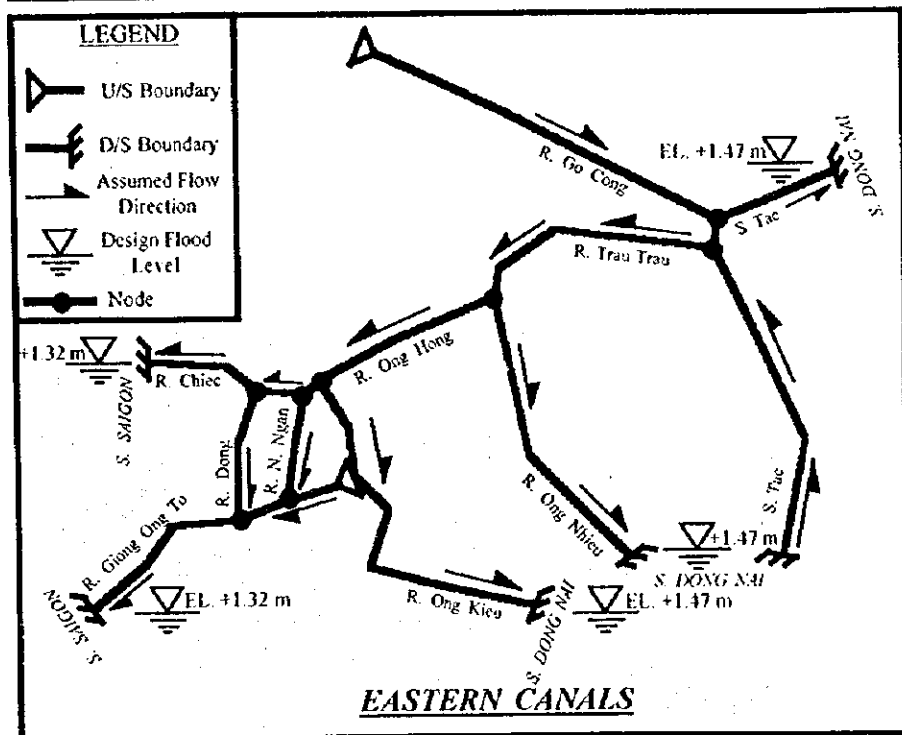 LEGEND
U/S Boundary
D/S Boundary
Assumed Flow
Direction
Design Flood
Level
Node
R. Go Cong
EL. +1.47 m
S. DONG NAI
S Tac
R. Trau Trau
R. Ong Hong
+1.32 m
R. Chiec
S. SAIGON
R. Dong
R. N. Ngan
R. Ong Nhieu
S. Tac
+1.47 m
S. DONG NAI
R. Giong Ong To
EL. +1.32 m
S. SAIGON
R. Ong Kieu
S. DONG NAI
EL. +1.47 m
EASTERN CANALS